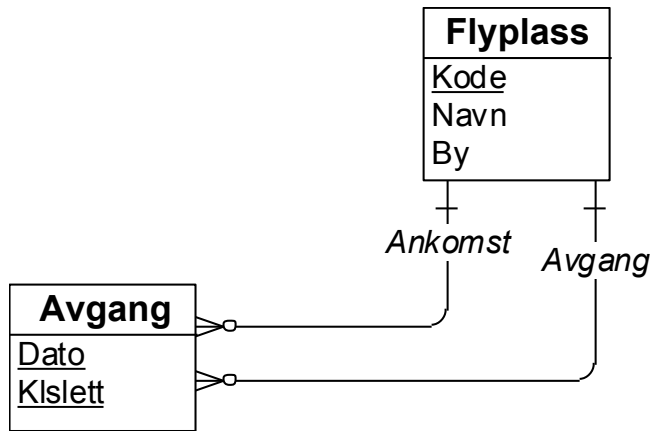 Flyplass
Kode
Navn
By
Ankomst
Avgang
Avgang
Dato
Klslett